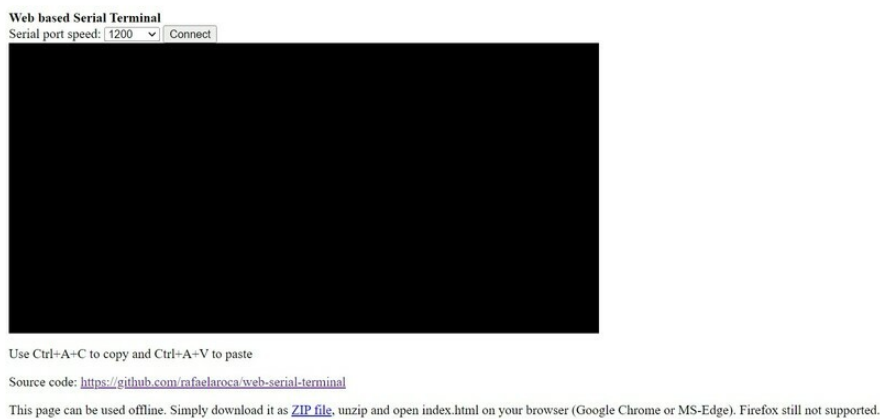 Web based Serial Terminal
Serial port speed: 1200 Connect
Use Ctrl+A+C to copy and Ctrl+A+V to paste
Source code: https://github.com/rafaelaroca/web-serial-terminal
This page can be used offline. Simply download it as ZIP file, unzip and open index.html on your browser (Google Chrome or MS-Edge). Firefox still not supported.